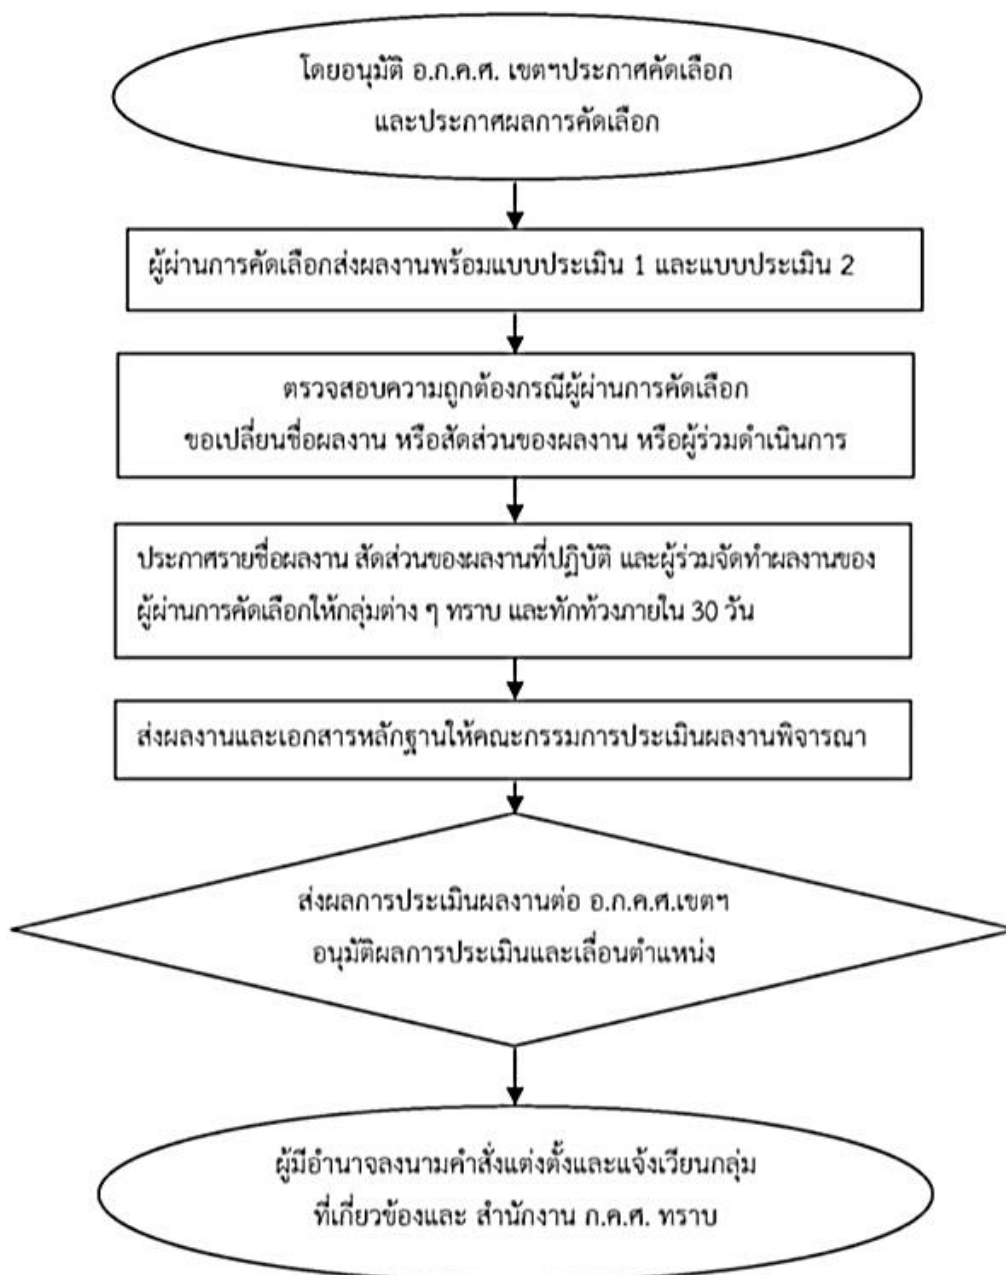 โดยอนุมัติ อ.ก.ค.ศ. เขตฯประกาศคัดเลือก
และประกาศผลการคัดเลือก
ผู้ผ่านการคัดเลือกส่งผลงานพร้อมแบบประเมิน 1 และแบบประเมิน 2
ตรวจสอบความถูกต้องกรณีผู้ผ่านการคัดเลือก
ขอเปลี่ยนชื่อผลงาน หรือสัดส่วนของผลงาน หรือผู้ร่วมดำเนินการ
ประกาศรายชื่อผลงาน สัดส่วนของผลงานที่ปฏิบัติ และผู้ร่วมจัดทำผลงานของ
ผู้ผ่านการคัดเลือกให้กลุ่มต่าง ๆ ทราบ และทักท้วงภายใน 30 วัน
ส่งผลงานและเอกสารหลักฐานให้คณะกรรมการประเมินผลงานพิจารณา
ส่งผลการประเมินผลงานต่อ อ.ก.ค.ศ.เขตฯ
อนุมัติผลการประเมินและเลื่อนตำแหน่ง
ผู้มีอำนาจลงนามคำสั่งแต่งตั้งและแจ้งเวียนกลุ่ม
ที่เกี่ยวข้องและ สำนักงาน ก.ค.ศ. ทราบ